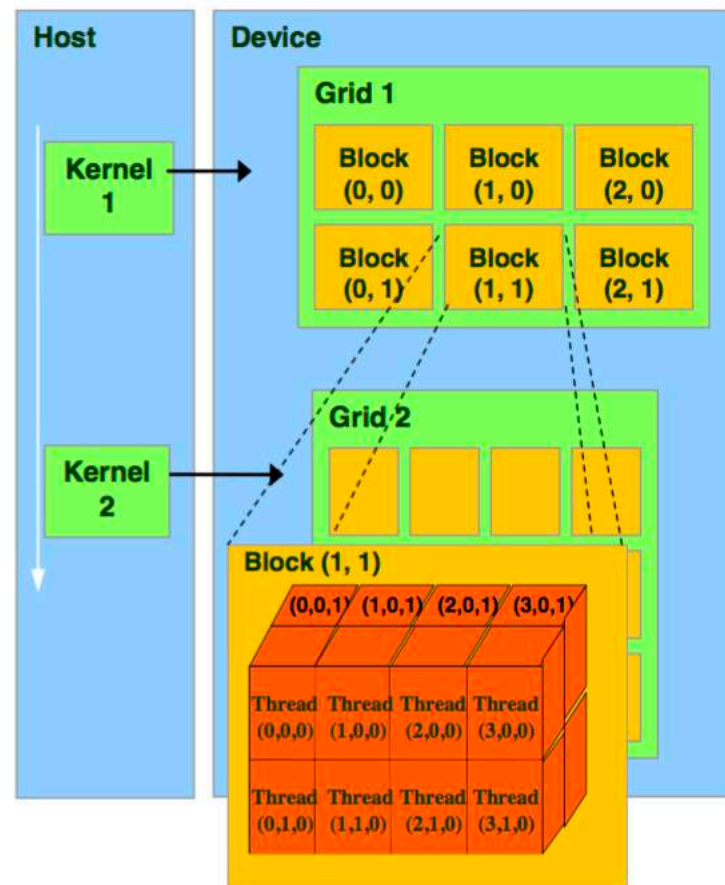 Host
Device
Grid 1
Kernel
1
Block
(0, 0)
Block
(1, 0)
Block
(2, 0)
Block
(0, 1)
Block
(1, 1)
Block
(2, 1)
Grid 2
Kernel
2
Block (1, 1)
(0,0,1) (1,0,1) (2,0,1) (3,0,1)
Thread
(0,0,0)
Thread
(1,0,0)
Thread
(2,0,0)
Thread
(3,0,0)
Thread
(0,1,0)
Thread
(1,1,0)
Thread
(2,1,0)
Thread
(3,1,0)